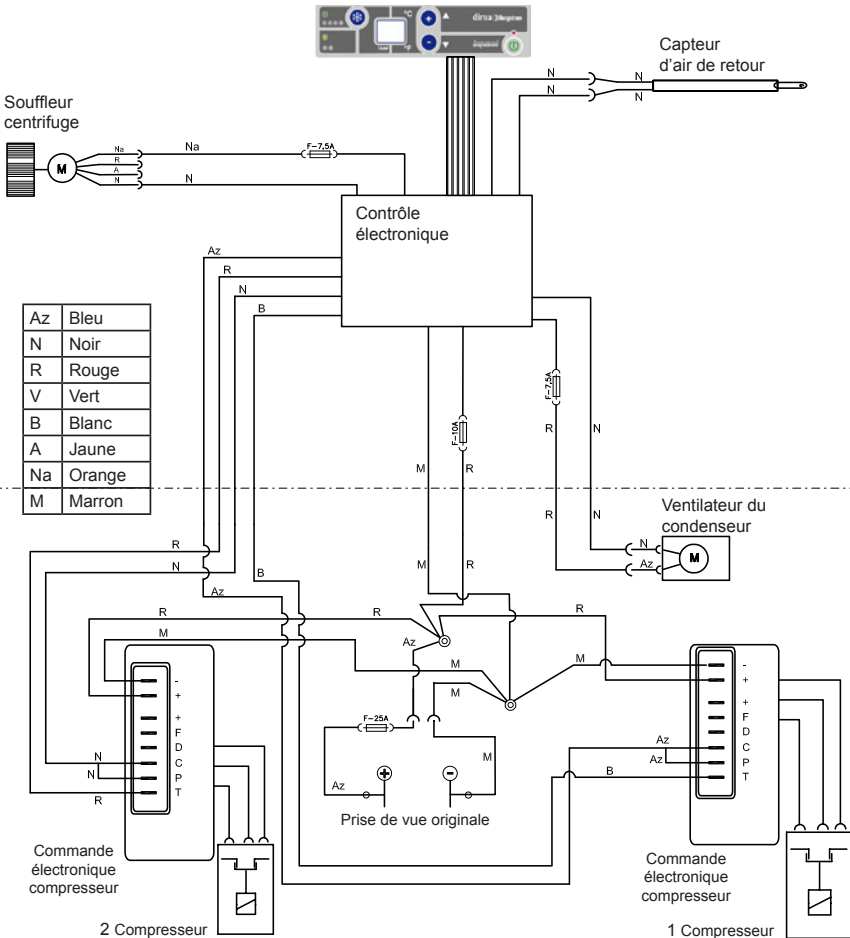 °C
°F
dirna Bergstrom
Capteur
d'air de retour
N
N
N
N
Souffleur
centrifuge
M
Na
R
A
N
Na
N
F-7,5A
Contrôle
électronique
Az
R
N
B
Az Bleu
N Noir
R Rouge
V Vert
B Blanc
A Jaune
Na Orange
M Marron
F-10A
F-7,5A
M
R
R
N
R
N
Ventilateur du
condenseur
N
Az
M
R
N
B
Az
M
R
R
M
R
R
Az
M
M
M
F-25A
Az
M
+
-
Prise de vue originale
-
+
+
F
D
C
P
T
N
N
R
Commande
électronique
compresseur
2 Compresseur
-
+
+
F
D
C
P
T
Az
Az
B
Commande
électronique
compresseur
1 Compresseur